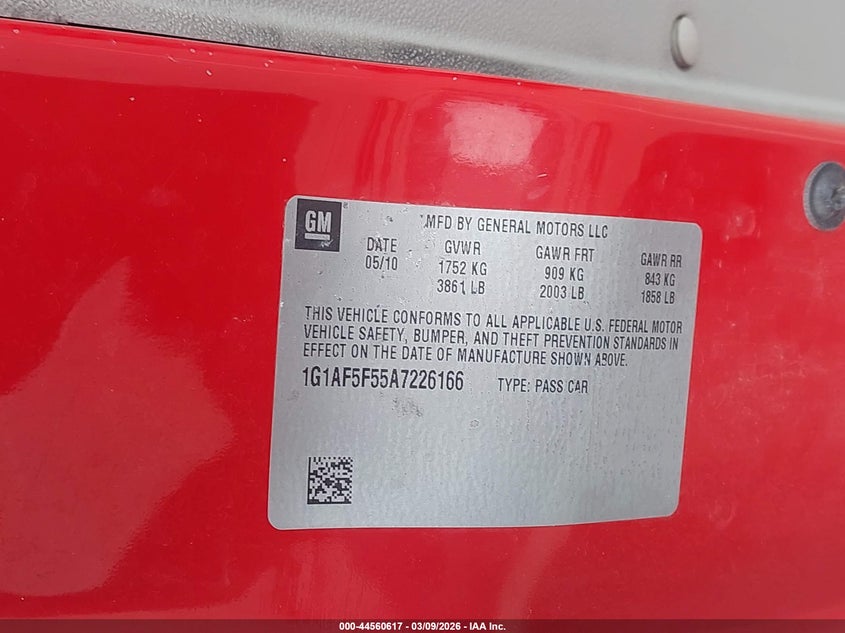 GM
MFD BY GENERAL MOTORS LLC
DATE GVWR GAWR FRT GAWR RR
05/10 1752 KG 909 KG 843 KG
3861 LB 2003 LB 1858 LB
THIS VEHICLE CONFORMS TO ALL APPLICABLE U.S. FEDERAL MOTOR
VEHICLE SAFETY, BUMPER, AND THEFT PREVENTION STANDARDS IN
EFFECT ON THE DATE OF MANUFACTURE SHOWN ABOVE.
1G1AF5F55A7226166 TYPE: PASS CAR
000-44560617 - 03/09/2026 - IAA Inc.